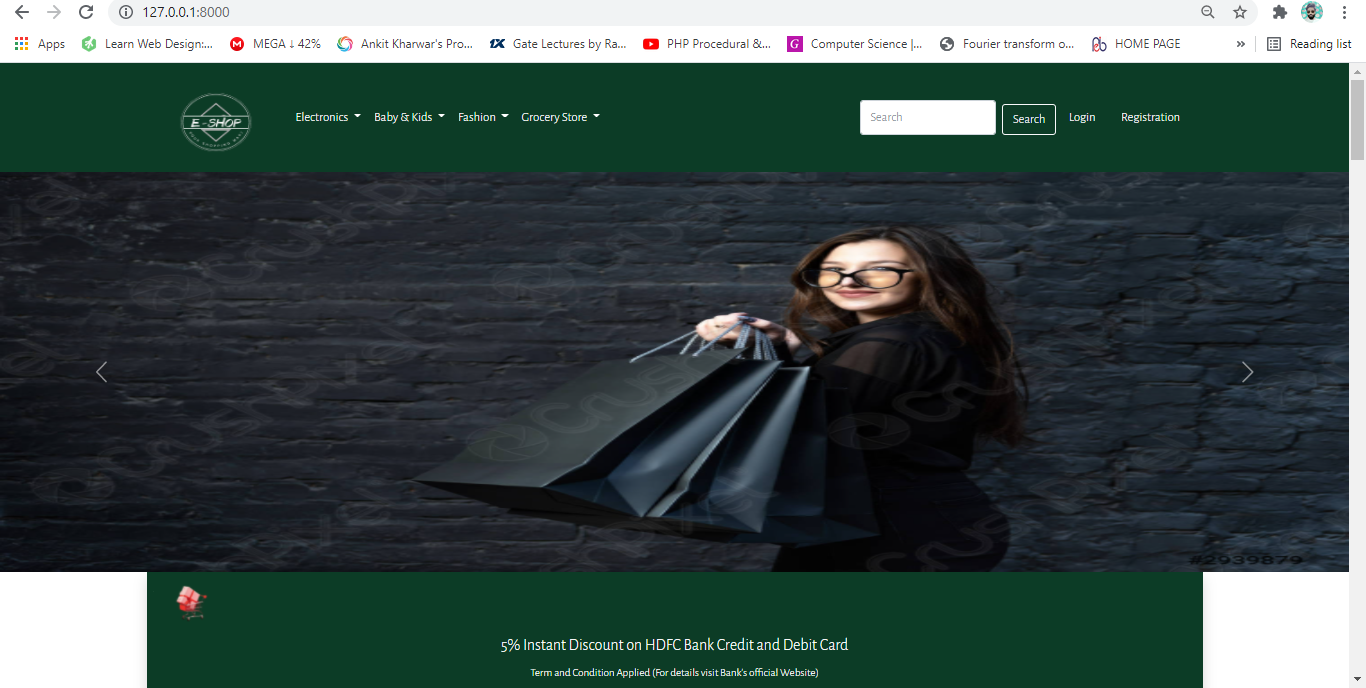 127.0.0.1:8000
Apps Learn Web Design:... MEGA ↓ 42% Ankit Kharwar's Pro... Gate Lectures by Ra... PHP Procedural &... Computer Science |... Fourier transform o... HOME PAGE » Reading list
E-SHOP
Electronics Baby & Kids Fashion Grocery Store Search Search Login Registration
#2939879
5% Instant Discount on HDFC Bank Credit and Debit Card
Term and Condition Applied (For details visit Bank's official Website)